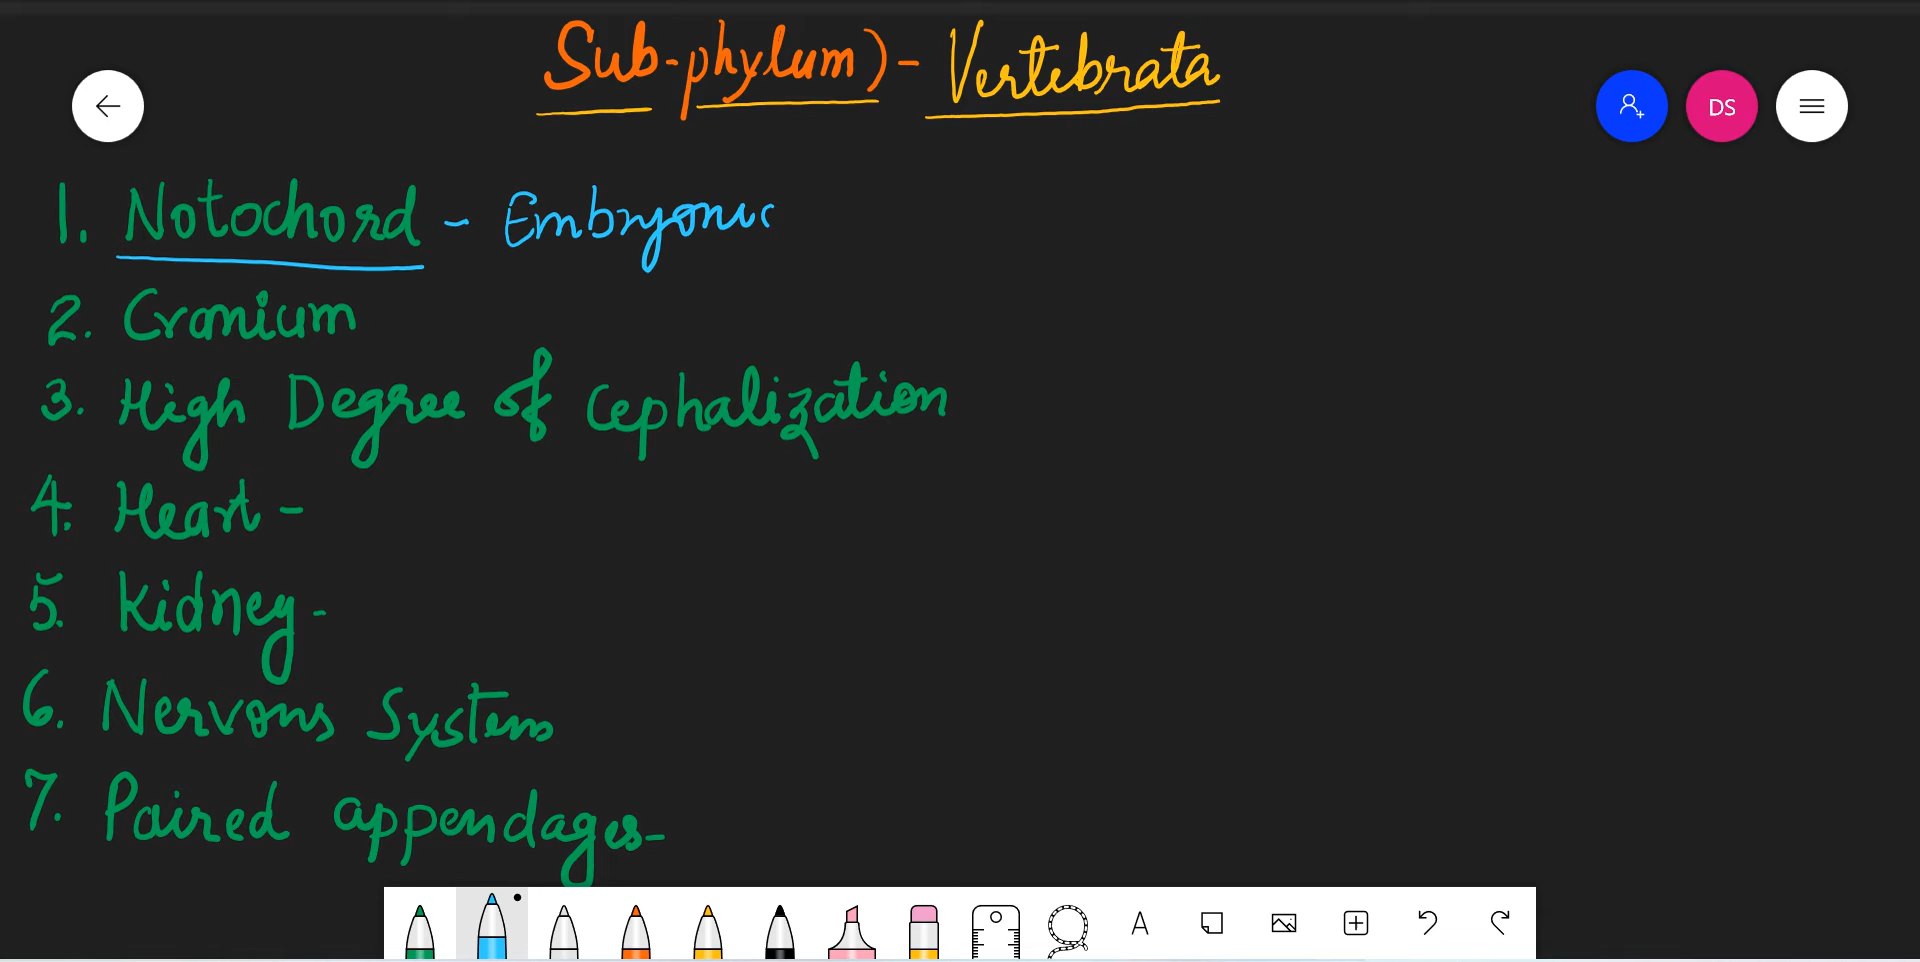 Sub-phylum) - Vertebrata
DS
1. Notochord - Embryonic
2. Cranium
3. High Degree of Cephalization
4. Heart -
5. Kidney -
6. Nervous System
7. Paired appendages-
A